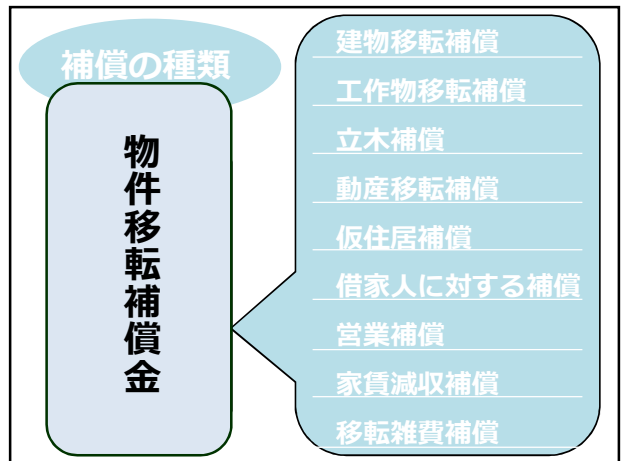 補償の種類
物件移転補償金
建物移転補償
工作物移転補償
立木補償
動産移転補償
仮住居補償
借家人に対する補償
営業補償
家賃減収補償
移転雑費補償